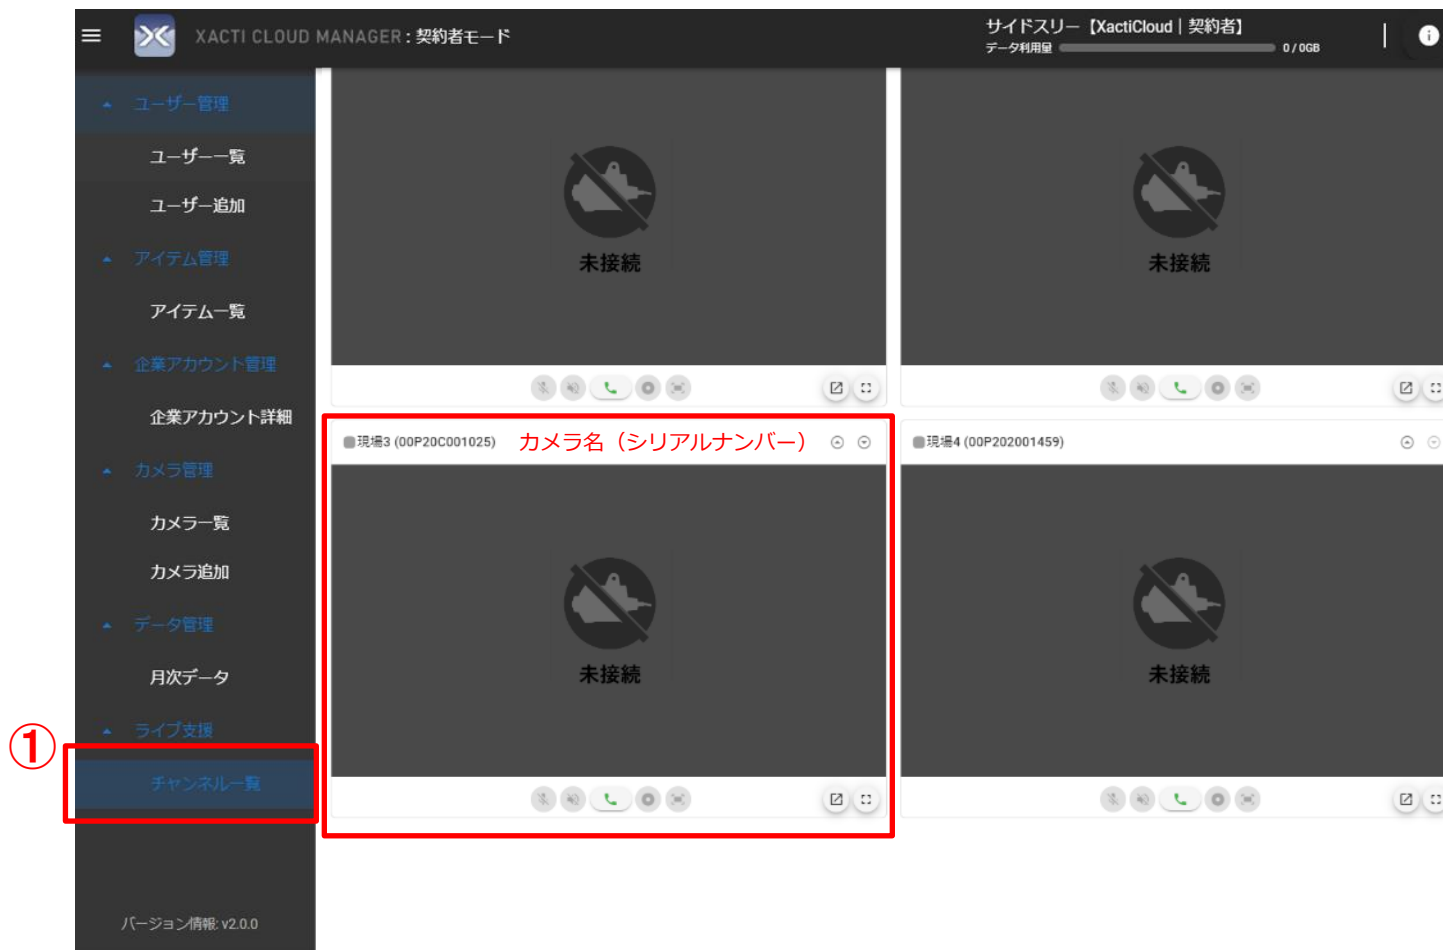 XACTI CLOUD MANAGER : 契約者モード
サイドスリー【XactiCloud | 契約者】
データ利用量 0 / 0GB
ユーザー管理
ユーザー一覧
ユーザー追加
アイテム管理
アイテム一覧
企業アカウント管理
企業アカウント詳細
カメラ管理
カメラ一覧
カメラ追加
データ管理
月次データ
ライブ支援
①
チャンネル一覧
バージョン情報: v2.0.0
未接続
未接続
現場3 (00P20C001025) カメラ名（シリアルナンバー）
現場4 (00P202001459)
未接続
未接続